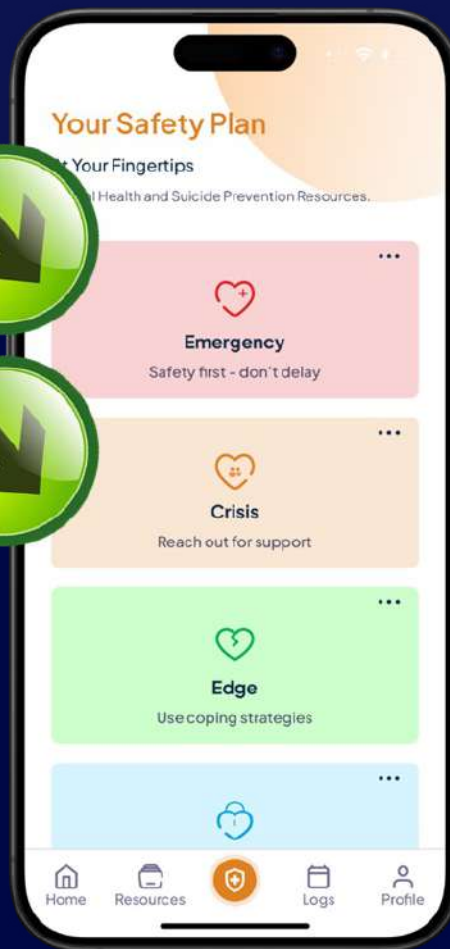 Your Safety Plan
t Your Fingertips
l Health and Suicide Prevention Resources.
Emergency
Safety first - don't delay
Crisis
Reach out for support
Edge
Use coping strategies
Home
Resources
Logs
Profile